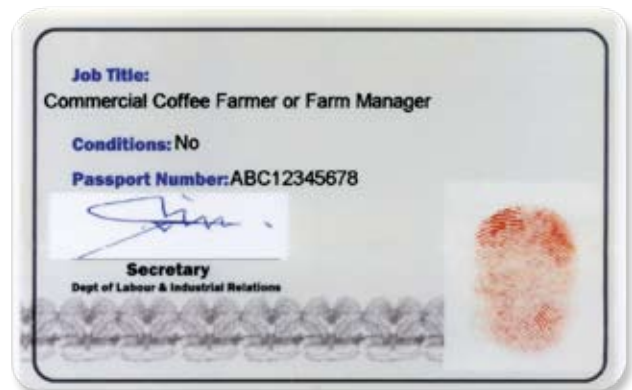 Job Title:
Commercial Coffee Farmer or Farm Manager
Conditions: No
Passport Number:ABC12345678
Secretary
Dept of Labour & Industrial Relations